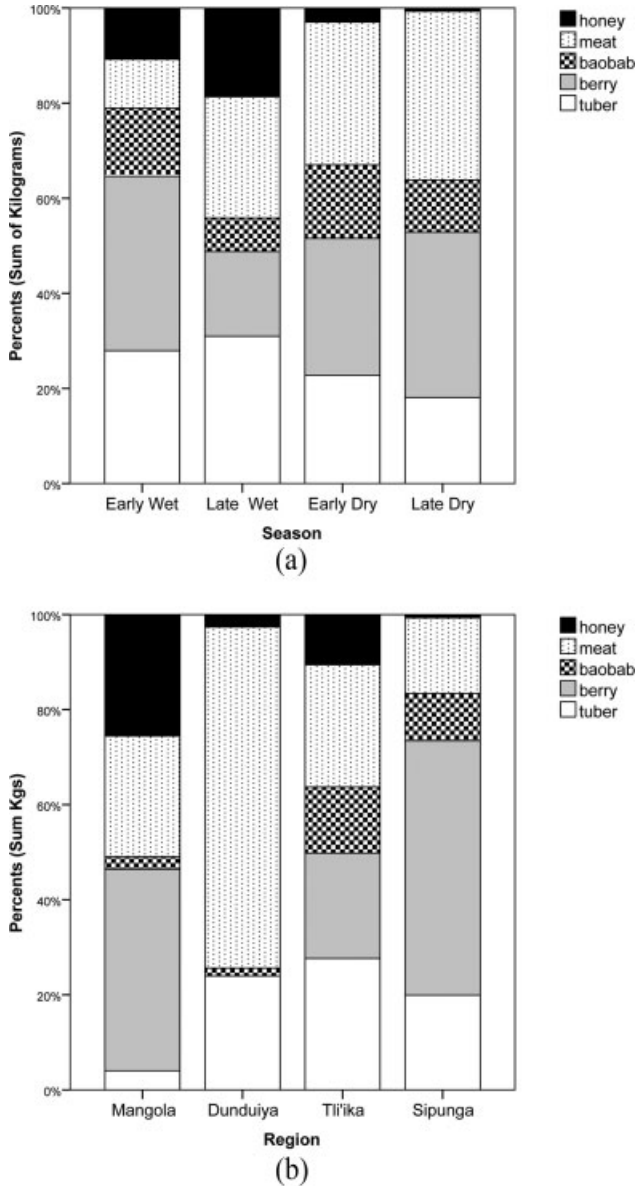 100%
80%
60%
40%
20%
0%
Percents (Sum of Kilograms)
Early Wet
Late Wet
Early Dry
Late Dry
Season
honey
meat
baobab
berry
tuber
(a)
100%
80%
60%
40%
20%
0%
Percents (Sum Kgs)
Mangola
Dunduiya
Tli'ika
Sipunga
Region
honey
meat
baobab
berry
tuber
(b)